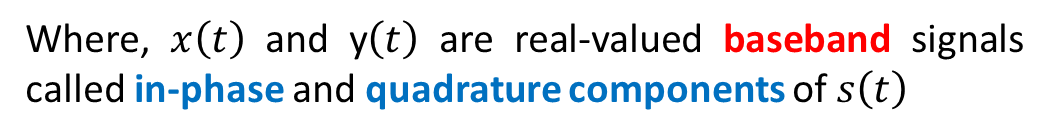 Where, x(t) and y(t) are real-valued baseband signals
called in-phase and quadrature components of s(t)